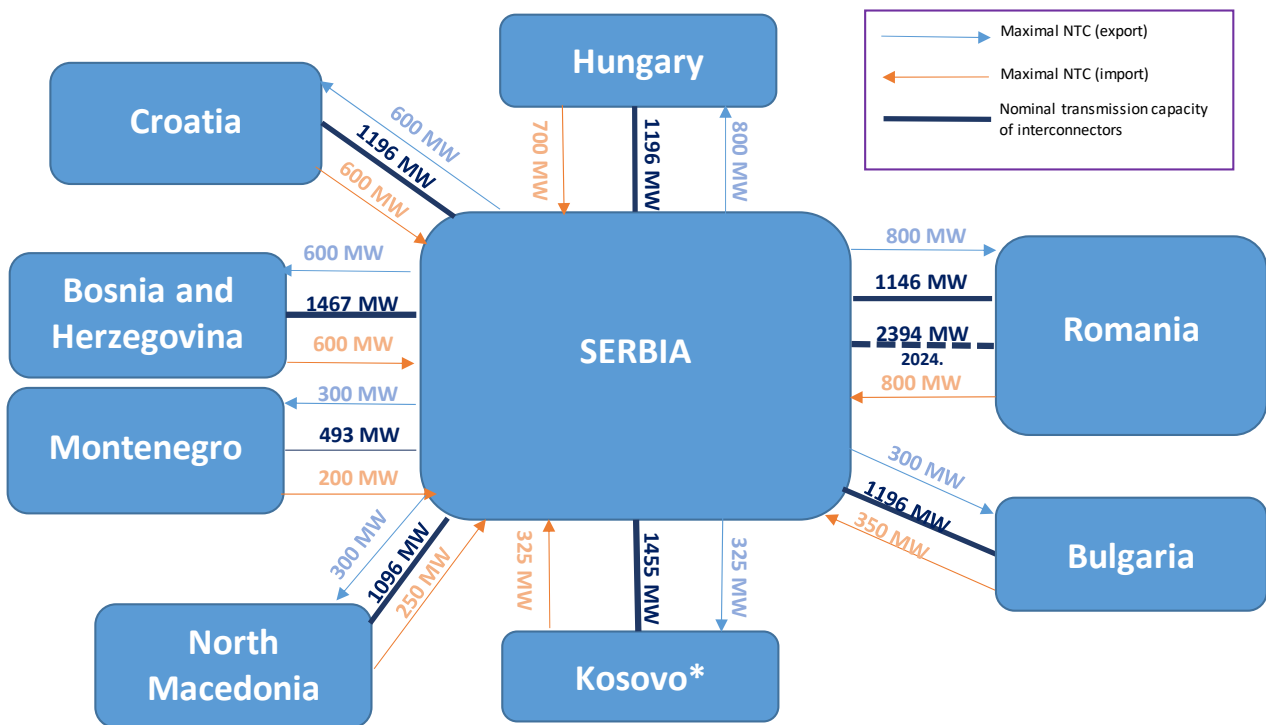 Hungary
Maximal NTC (export)
Maximal NTC (import)
Nominal transmission capacity
of interconnectors
Croatia
600 MW
1196 MW
600 MW
700 MW
1196 MW
800 MW
600 MW
Bosnia and
Herzegovina
1467 MW
600 MW
SERBIA
800 MW
1146 MW
2394 MW
2024.
800 MW
Romania
Montenegro
300 MW
493 MW
200 MW
300 MW
1196 MW
350 MW
Bulgaria
300 MW
1096 MW
250 MW
North
Macedonia
325 MW
1455 MW
325 MW
Kosovo*